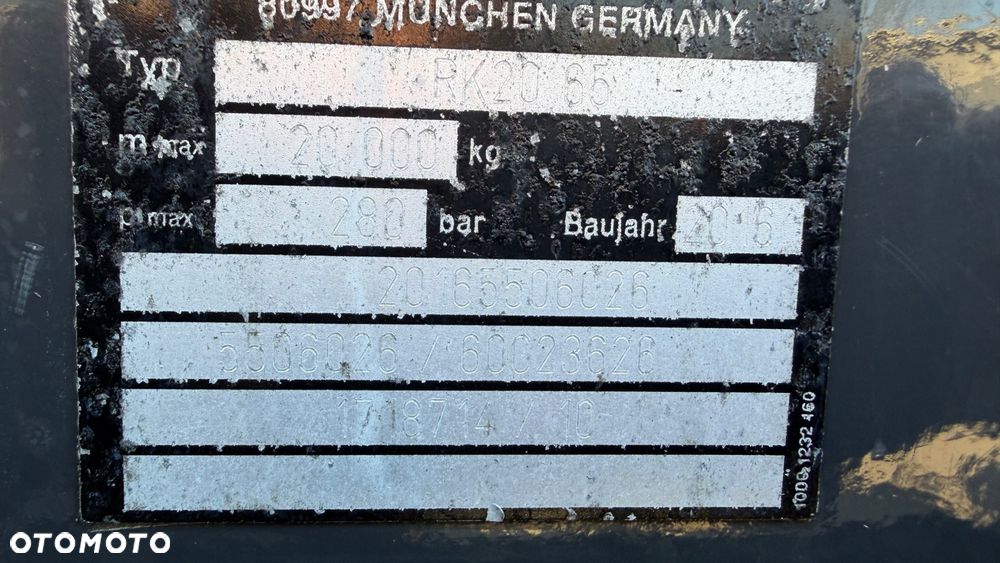 80997 MÜNCHEN GERMANY
Typ RK20 65
m max 20 000 kg
p max 280 bar Baujahr 2016
20165506026
5506026 / 60023626
1718714 / 10
1000 1232 460
OTOMOTO